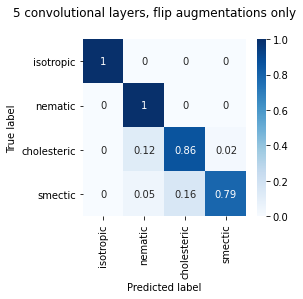 5 convolutional layers, flip augmentations only
True label
isotropic 1 0 0 0
nematic 0 1 0 0
cholesteric 0 0.12 0.86 0.02
smectic 0 0.05 0.16 0.79
isotropic nematic cholesteric smectic
Predicted label
1.0
0.8
0.6
0.4
0.2
0.0